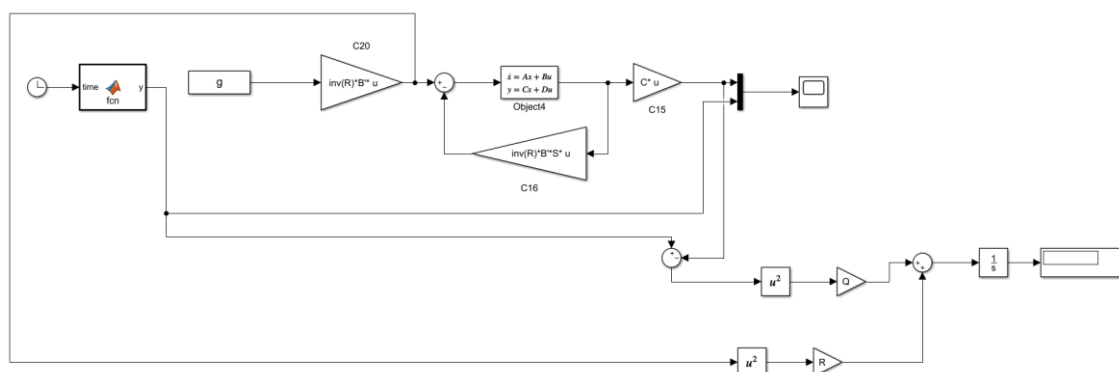 C20
time
y
fcn
g
inv(R)*B'* u
+
−
ẋ = Ax + Bu
y = Cx + Du
Object4
C* u
C15
inv(R)*B'*S* u
C16
+
−
u²
Q
+
+
1
s
u²
R